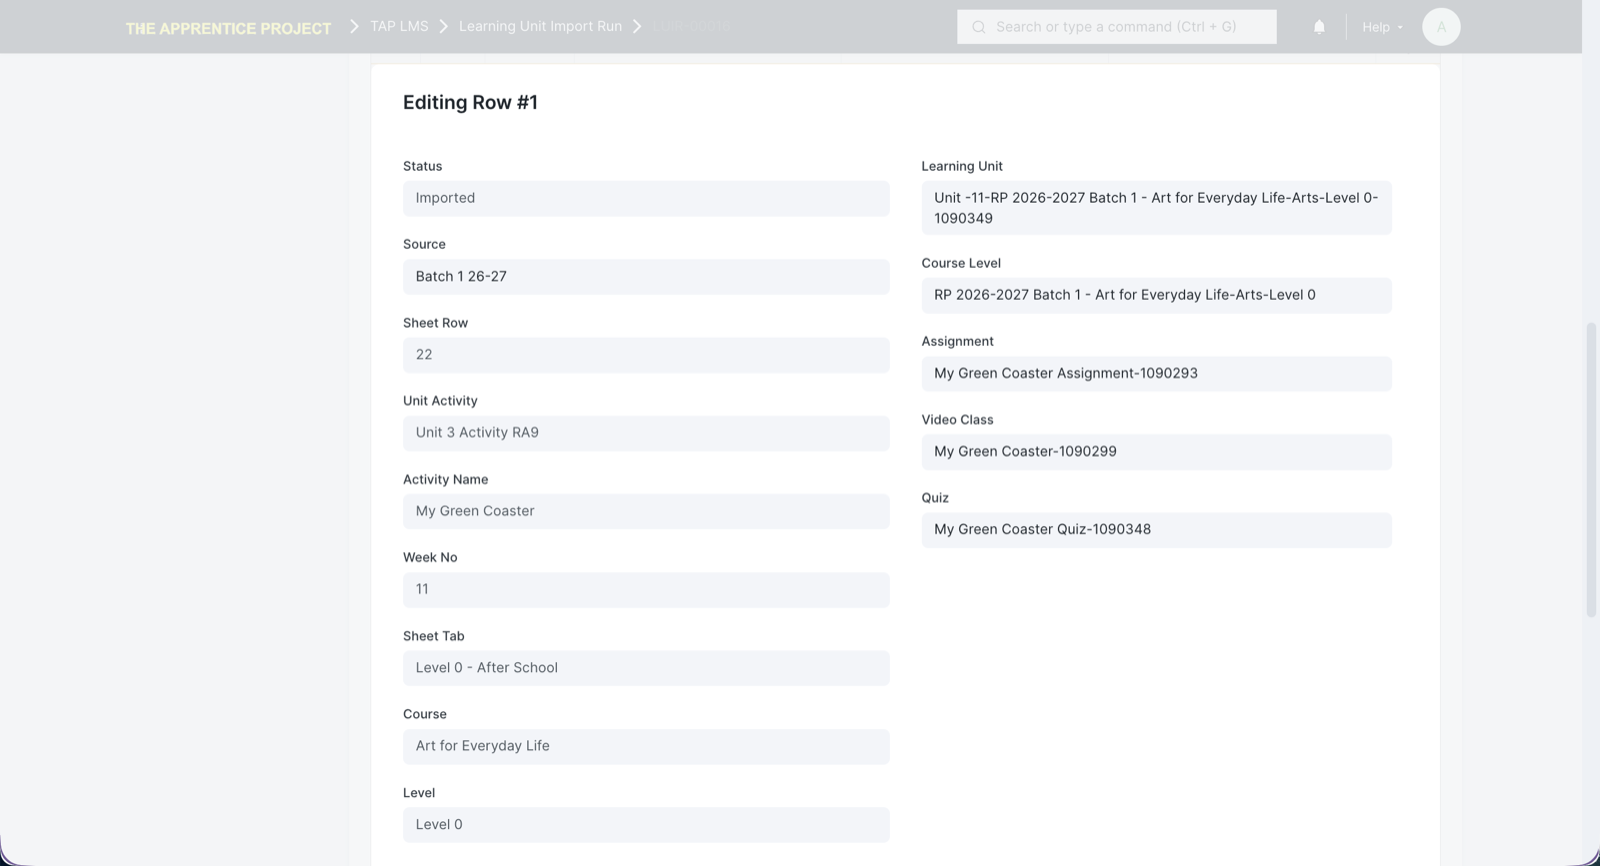 THE APPRENTICE PROJECT
TAP LMS
Learning Unit Import Run
Search or type a command (Ctrl + G)
Help
A
Editing Row #1
Status
Imported
Source
Batch 1 26-27
Sheet Row
22
Unit Activity
Unit 3 Activity RA9
Activity Name
My Green Coaster
Week No
11
Sheet Tab
Level 0 - After School
Course
Art for Everyday Life
Level
Level 0
Learning Unit
Unit -11-RP 2026-2027 Batch 1 - Art for Everyday Life-Arts-Level 0-
1090349
Course Level
RP 2026-2027 Batch 1 - Art for Everyday Life-Arts-Level 0
Assignment
My Green Coaster Assignment-1090293
Video Class
My Green Coaster-1090299
Quiz
My Green Coaster Quiz-1090348